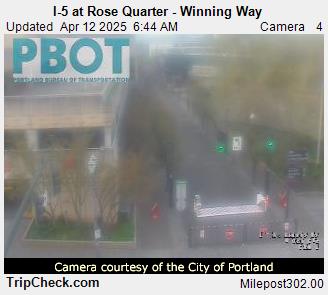 I-5 at Rose Quarter - Winning Way
Updated Apr 12 2025 6:44 AM Camera 4
PBOT
PORTLAND BUREAU OF TRANSPORTATION
Camera courtesy of the City of Portland
TripCheck.com Milepost302.00